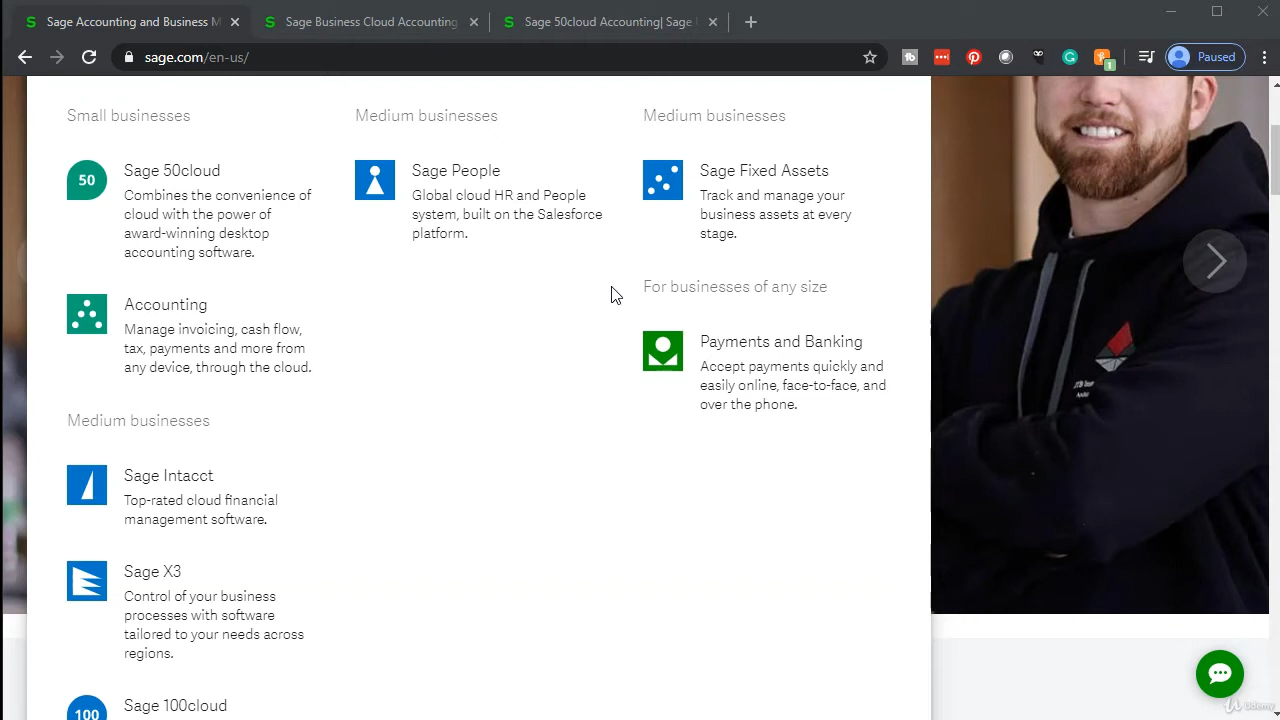 Sage Accounting and Business M
Sage Business Cloud Accounting
Sage 50cloud Accounting| Sage
sage.com/en-us/
1
Paused
Small businesses
50
Sage 50cloud
Combines the convenience of
cloud with the power of
award-winning desktop
accounting software.
Accounting
Manage invoicing, cash flow,
tax, payments and more from
any device, through the cloud.
Medium businesses
Sage Intacct
Top-rated cloud financial
management software.
Sage X3
Control of your business
processes with software
tailored to your needs across
regions.
100
Sage 100cloud
Medium businesses
Sage People
Global cloud HR and People
system, built on the Salesforce
platform.
Medium businesses
Sage Fixed Assets
Track and manage your
business assets at every
stage.
For businesses of any size
Payments and Banking
Accept payments quickly and
easily online, face-to-face, and
over the phone.
Udemy